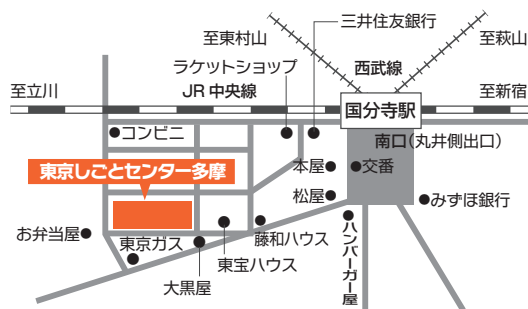 三井住友銀行
至東村山
至萩山
ラケットショップ
西武線
至立川
JR中央線
至新宿
国分寺駅
コンビニ
南口(丸井側出口)
本屋
交番
東京しごとセンター多摩
松屋
みずほ銀行
お弁当屋
東京ガス
藤和ハウス
東宝ハウス
大黒屋
ハンバーガー屋